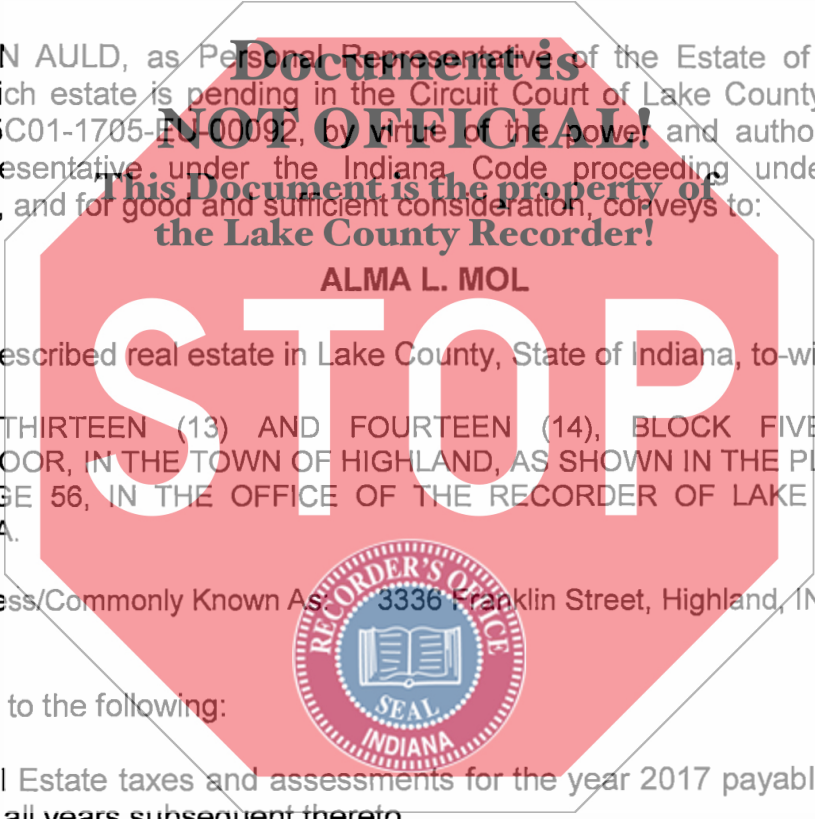 Document is
N AULD, as Personal Representative of the Estate of
ich estate is pending in the Circuit Court of Lake County
NOT OFFICIAL!
C01-1705-EU-00092, by virtue of the power and autho
esentative under the Indiana Code proceeding unde
This Document is the property of
, and for good and sufficient consideration, conveys to:
the Lake County Recorder!
ALMA L. MOL
STOP
escribed real estate in Lake County, State of Indiana, to-wi
THIRTEEN (13) AND FOURTEEN (14), BLOCK FIVE
OOR, IN THE TOWN OF HIGHLAND, AS SHOWN IN THE PL
GE 56, IN THE OFFICE OF THE RECORDER OF LAKE
A.
ess/Commonly Known As: 3336 Franklin Street, Highland, IN
RECORDER'S OFFICE
SEAL
INDIANA
to the following:
l Estate taxes and assessments for the year 2017 payabl
all years subsequent thereto